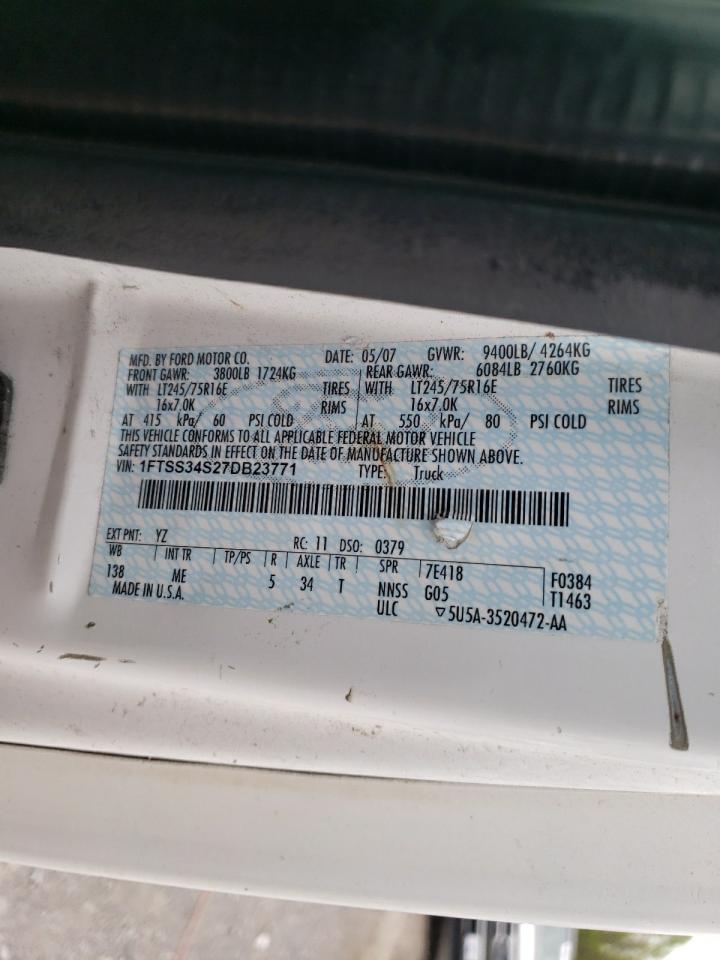 MFD. BY FORD MOTOR CO. DATE: 05/07 GVWR: 9400LB/ 4264KG
FRONT GAWR: 3800LB 1724KG REAR GAWR: 6084LB 2760KG
WITH LT245/75R16E TIRES WITH LT245/75R16E TIRES
16x7.0K RIMS 16x7.0K RIMS
AT 415 kPa/ 60 PSI COLD AT 550 kPa/ 80 PSI COLD
THIS VEHICLE CONFORMS TO ALL APPLICABLE FEDERAL MOTOR VEHICLE
SAFETY STANDARDS IN EFFECT ON THE DATE OF MANUFACTURE SHOWN ABOVE.
VIN: 1FTSS34S27DB23771 TYPE: Truck
EXT PNT: YZ RC: 11 DSO: 0379
WB INT TR TP/PS R AXLE TR SPR 7E418 F0384
138 ME 5 34 T NNSS G05 T1463
MADE IN U.S.A. ULC ▽5U5A-3520472-AA